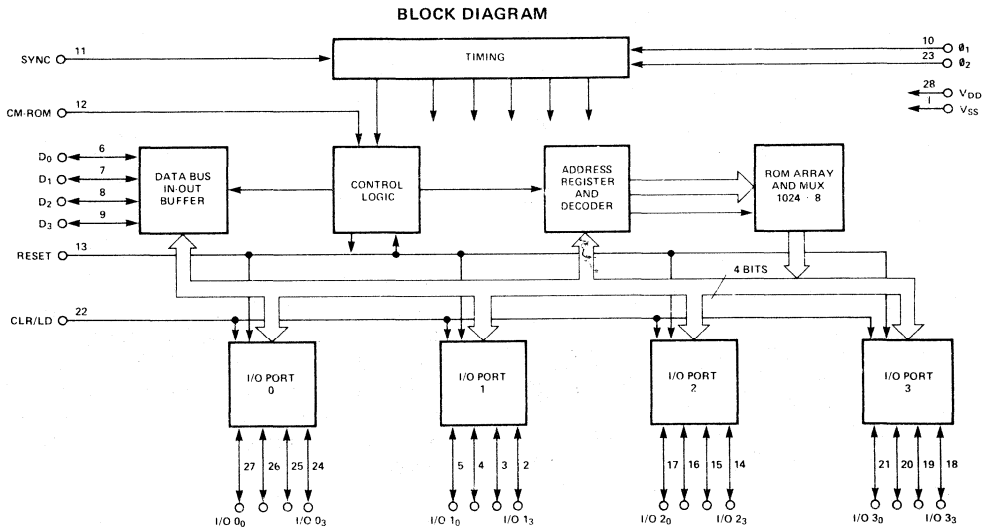 BLOCK DIAGRAM
SYNC 11
TIMING
10 Ø1
23 Ø2
28 VDD
1 VSS
CM-ROM 12
D0 6
D1 7
D2 8
D3 9
DATA BUS
IN-OUT
BUFFER
CONTROL
LOGIC
ADDRESS
REGISTER
AND
DECODER
ROM ARRAY
AND MUX
1024 · 8
RESET 13
4 BITS
CLR/LD 22
I/O PORT
0
I/O PORT
1
I/O PORT
2
I/O PORT
3
27 26 25 24
5 4 3 2
17 16 15 14
21 20 19 18
I/O 00 I/O 03
I/O 10 I/O 13
I/O 20 I/O 23
I/O 30 I/O 33